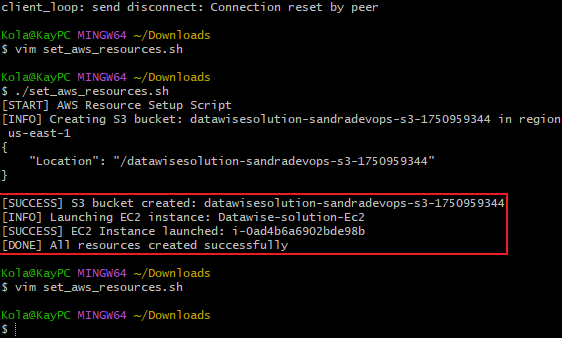 client_loop: send disconnect: Connection reset by peer
Kola@KayPC MINGW64 ~/Downloads
$ vim set_aws_resources.sh
Kola@KayPC MINGW64 ~/Downloads
$ ./set_aws_resources.sh
[START] AWS Resource Setup Script
[INFO] Creating S3 bucket: datawisesolution-sandradevops-s3-1750959344 in region
us-east-1
{
    "Location": "/datawisesolution-sandradevops-s3-1750959344"
}
[SUCCESS] S3 bucket created: datawisesolution-sandradevops-s3-1750959344
[INFO] Launching EC2 instance: Datawise-solution-Ec2
[SUCCESS] EC2 Instance launched: i-0ad4b6a6902bde98b
[DONE] All resources created successfully
Kola@KayPC MINGW64 ~/Downloads
$ vim set_aws_resources.sh
Kola@KayPC MINGW64 ~/Downloads
$